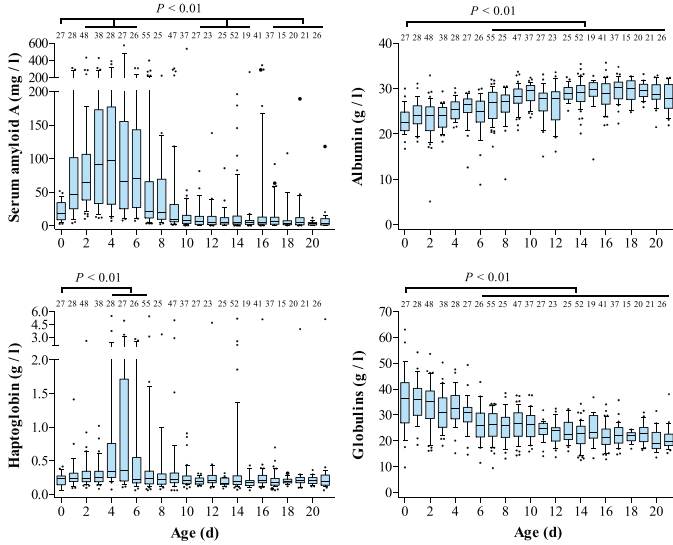 P < 0.01
27 28 48 38 28 27 26 55 25 47 37 27 23 25 52 19 41 37 15 20 21 26
Serum amyloid A (mg / l)
600
400
200
200
150
100
50
0
0 2 4 6 8 10 12 14 16 18 20
P < 0.01
27 28 48 38 28 27 26 55 25 47 37 27 23 25 52 19 41 37 15 20 21 26
Albumin (g / l)
40
30
20
10
0
0 2 4 6 8 10 12 14 16 18 20
P < 0.01
27 28 48 38 28 27 26 55 25 47 37 27 23 25 52 19 41 37 15 20 21 26
Haptoglobin (g / l)
6.0
4.5
3.0
2.0
1.5
1.0
0.5
0.0
0 2 4 6 8 10 12 14 16 18 20
Age (d)
P < 0.01
27 28 48 38 28 27 26 55 25 47 37 27 23 25 52 19 41 37 15 20 21 26
Globulins (g / l)
70
60
50
40
30
20
10
0
0 2 4 6 8 10 12 14 16 18 20
Age (d)